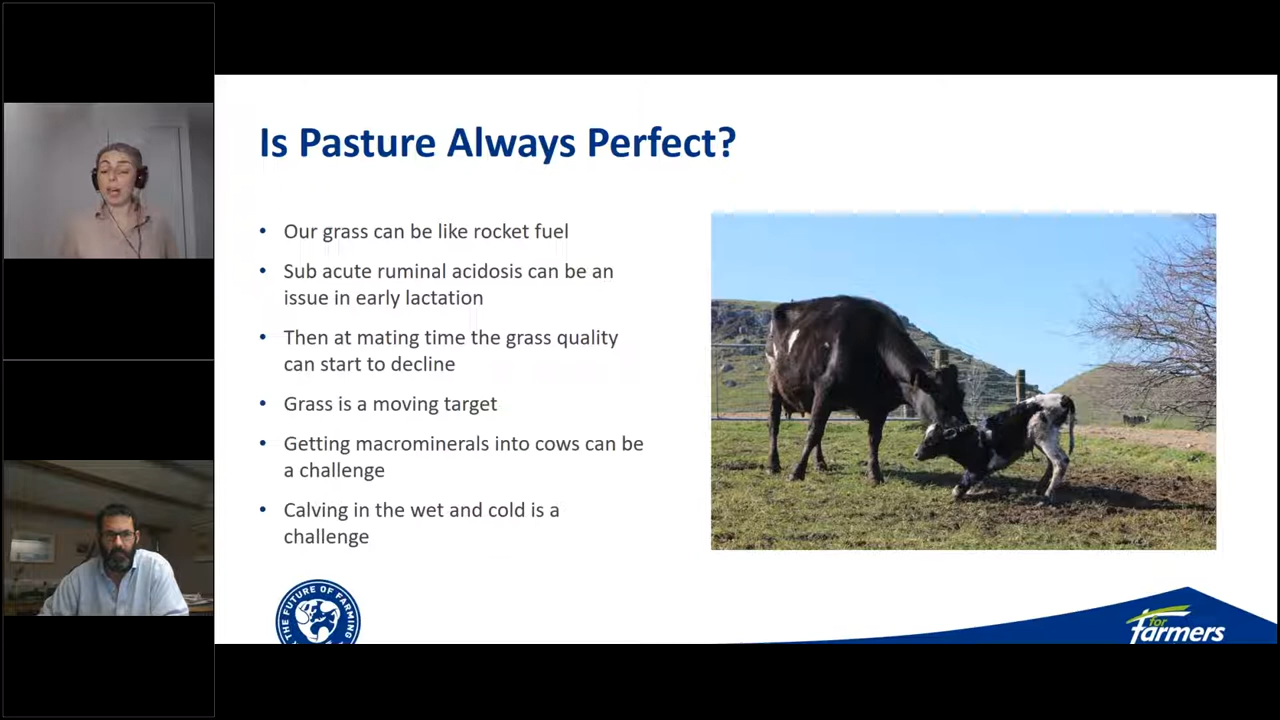 Is Pasture Always Perfect?
• Our grass can be like rocket fuel
• Sub acute ruminal acidosis can be an
issue in early lactation
• Then at mating time the grass quality
can start to decline
• Grass is a moving target
• Getting macrominerals into cows can be
a challenge
• Calving in the wet and cold is a
challenge
THE FUTURE OF FARMING
for
farmers